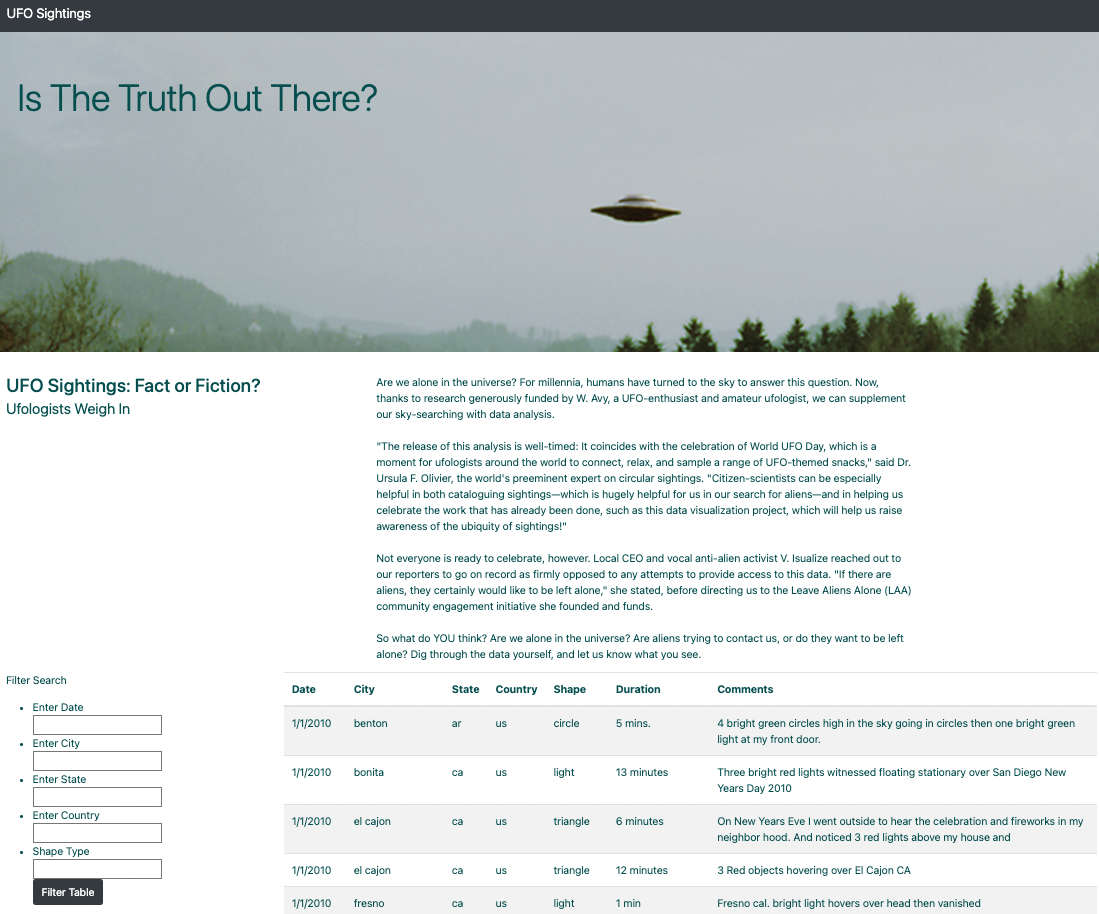 UFO Sightings
Is The Truth Out There?
UFO Sightings: Fact or Fiction?
Ufologists Weigh In
Are we alone in the universe? For millennia, humans have turned to the sky to answer this question. Now,
thanks to research generously funded by W. Avy, a UFO-enthusiast and amateur ufologist, we can supplement
our sky-searching with data analysis.
"The release of this analysis is well-timed: It coincides with the celebration of World UFO Day, which is a
moment for ufologists around the world to connect, relax, and sample a range of UFO-themed snacks," said Dr.
Ursula F. Olivier, the world's preeminent expert on circular sightings. "Citizen-scientists can be especially
helpful in both cataloguing sightings—which is hugely helpful for us in our search for aliens—and in helping us
celebrate the work that has already been done, such as this data visualization project, which will help us raise
awareness of the ubiquity of sightings!"
Not everyone is ready to celebrate, however. Local CEO and vocal anti-alien activist V. Isualize reached out to
our reporters to go on record as firmly opposed to any attempts to provide access to this data. "If there are
aliens, they certainly would like to be left alone," she stated, before directing us to the Leave Aliens Alone (LAA)
community engagement initiative she founded and funds.
So what do YOU think? Are we alone in the universe? Are aliens trying to contact us, or do they want to be left
alone? Dig through the data yourself, and let us know what you see.
Filter Search
Enter Date
Enter City
Enter State
Enter Country
Shape Type
Filter Table
Date City State Country Shape Duration Comments
1/1/2010 benton ar us circle 5 mins. 4 bright green circles high in the sky going in circles then one bright green
light at my front door.
1/1/2010 bonita ca us light 13 minutes Three bright red lights witnessed floating stationary over San Diego New
Years Day 2010
1/1/2010 el cajon ca us triangle 6 minutes On New Years Eve I went outside to hear the celebration and fireworks in my
neighbor hood. And noticed 3 red lights above my house and
1/1/2010 el cajon ca us triangle 12 minutes 3 Red objects hovering over El Cajon CA
1/1/2010 fresno ca us light 1 min Fresno cal. bright light hovers over head then vanished